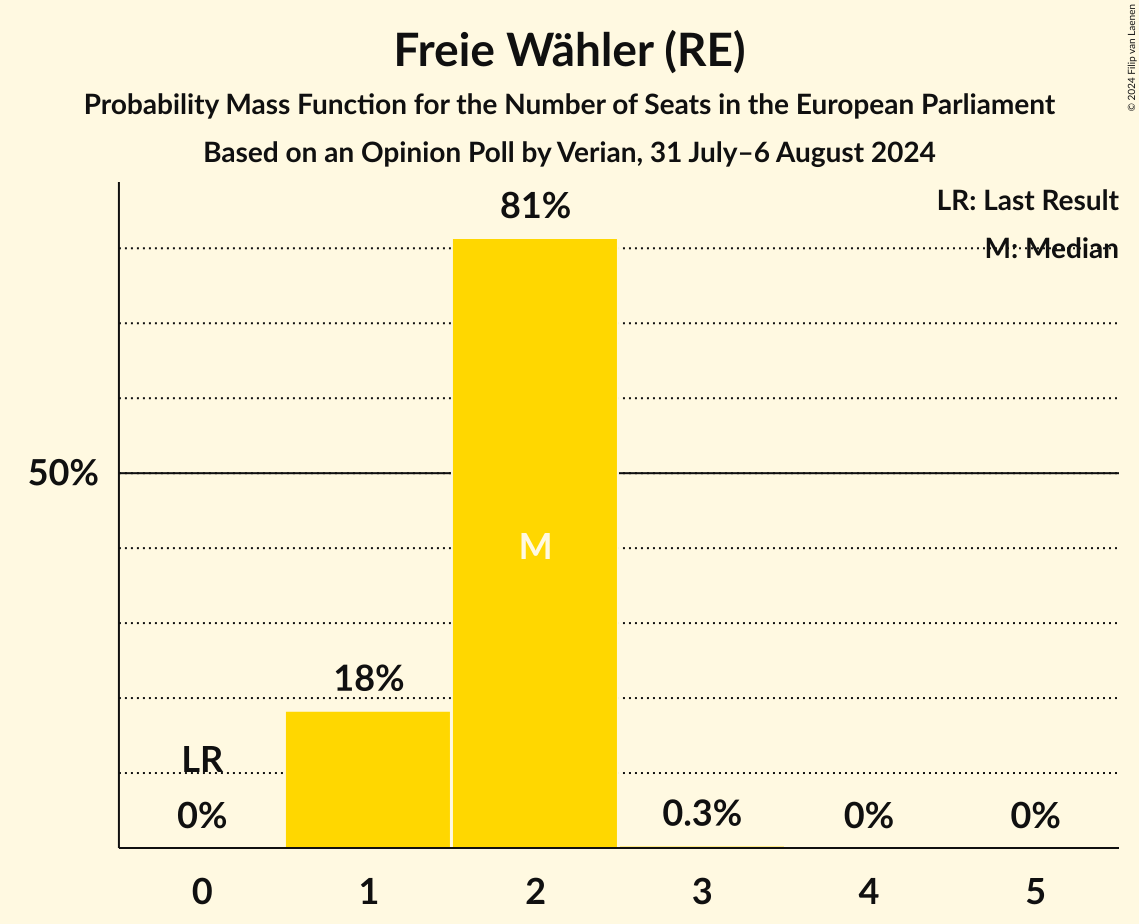 Freie Wähler (RE)
Probability Mass Function for the Number of Seats in the European Parliament
Based on an Opinion Poll by Verian, 31 July–6 August 2024
© 2024 Filip van Laenen
LR: Last Result
M: Median
81%
50%
M
18%
LR
0%
0.3%
0%
0%
0
1
2
3
4
5